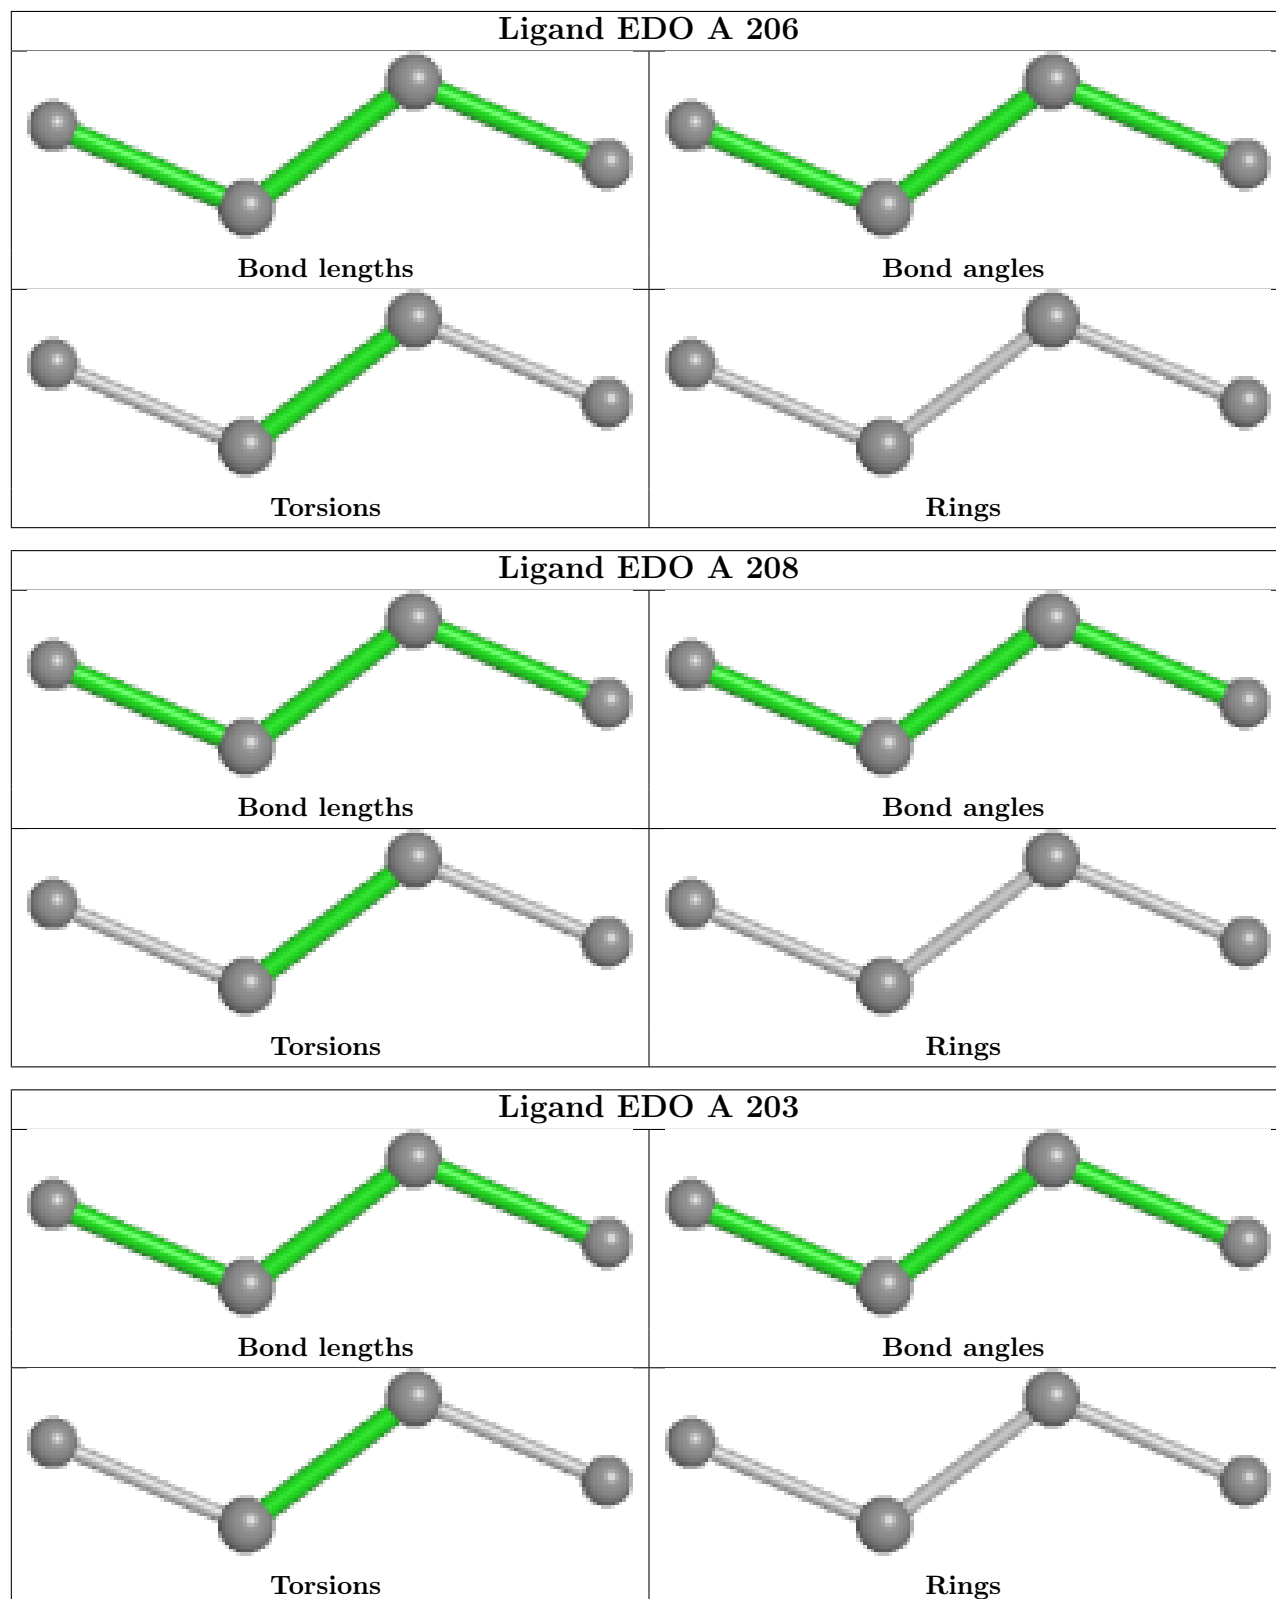 Ligand EDO A 206
Bond lengths
Bond angles
Torsions
Rings
Ligand EDO A 208
Bond lengths
Bond angles
Torsions
Rings
Ligand EDO A 203
Bond lengths
Bond angles
Torsions
Rings